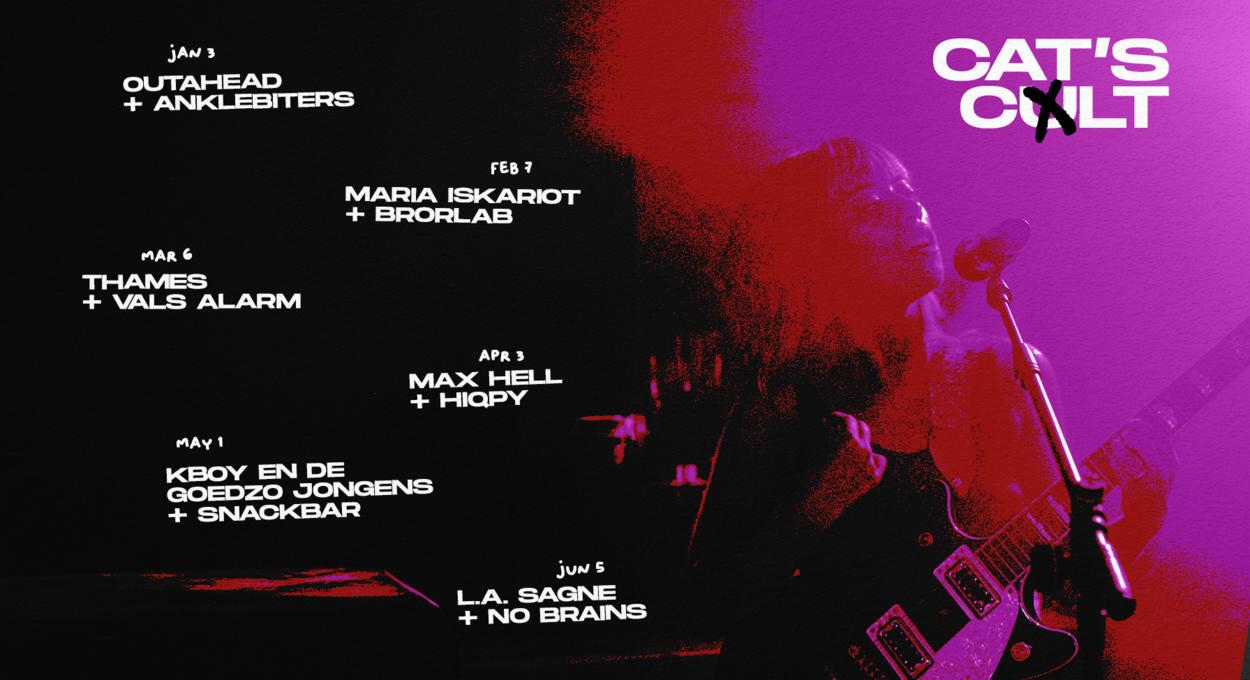 CAT'S
CULT
jAN 3
OUTAHEAD
+ ANKLEBITERS
FEB 7
MARIA ISKARIOT
+ BRORLAB
MAR 6
THAMES
+ VALS ALARM
APR 3
MAX HELL
+ HIQPY
MAY 1
KBOY EN DE
GOEDZO JONGENS
+ SNACKBAR
jUN 5
L.A. SAGNE
+ NO BRAINS